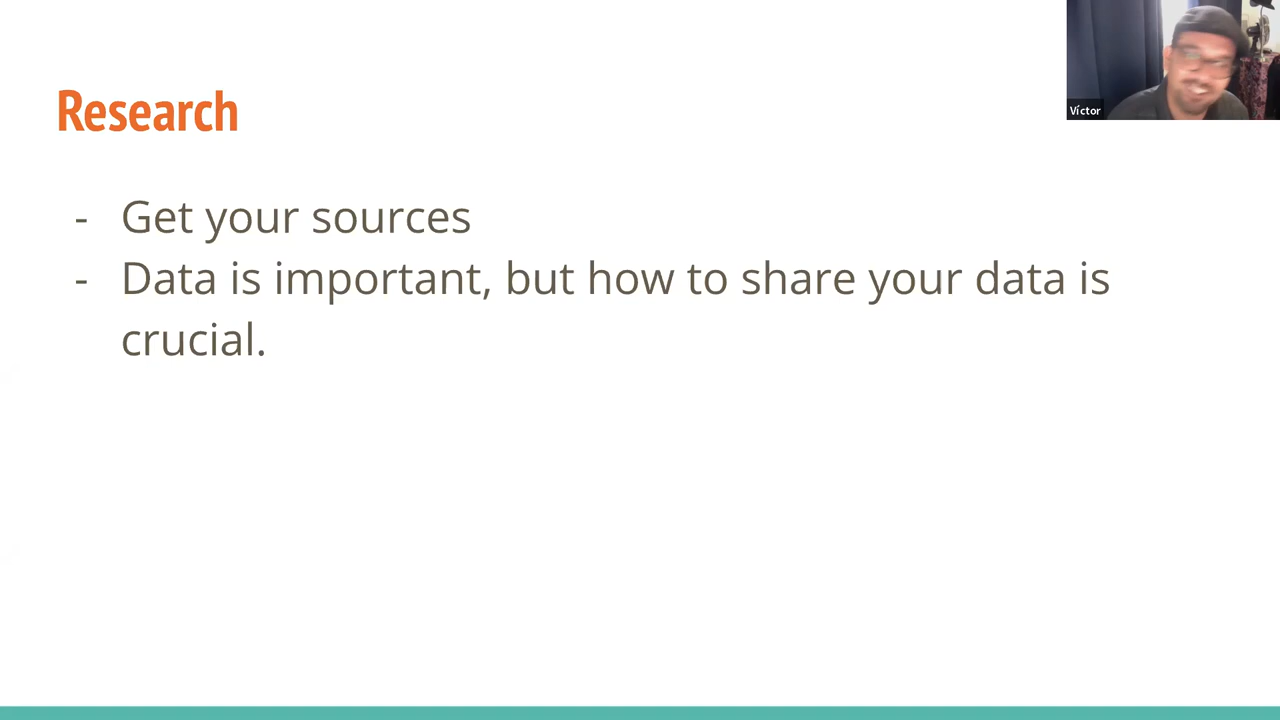 Research
- Get your sources
- Data is important, but how to share your data is
crucial.
Víctor